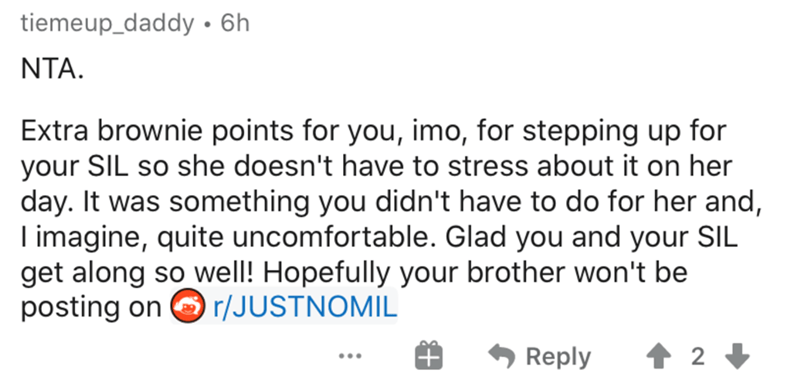 tiemeup_daddy • 6h
NTA.
Extra brownie points for you, imo, for stepping up for
your SIL so she doesn't have to stress about it on her
day. It was something you didn't have to do for her and,
I imagine, quite uncomfortable. Glad you and your SIL
get along so well! Hopefully your brother won't be
posting on r/JUSTNOMIL
... Reply 2